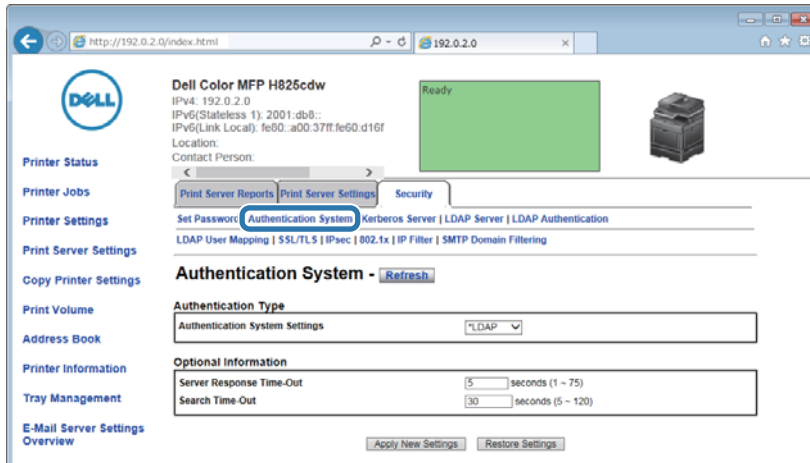 http://192.0.2.0/index.html
192.0.2.0
DELL
Dell Color MFP H825cdw
IPv4: 192.0.2.0
IPv6(Stateless 1): 2001:db8::
IPv6(Link Local): fe80::a00:37ff:fe60:d16f
Location:
Contact Person:
Ready
Printer Status
Printer Jobs
Printer Settings
Print Server Settings
Copy Printer Settings
Print Volume
Address Book
Printer Information
Tray Management
E-Mail Server Settings
Overview
Print Server Reports Print Server Settings Security
Set Password Authentication System Kerberos Server | LDAP Server | LDAP Authentication
LDAP User Mapping | SSL/TLS | IPsec | 802.1x | IP Filter | SMTP Domain Filtering
Authentication System - Refresh
Authentication Type
Authentication System Settings *LDAP
Optional Information
Server Response Time-Out 5 seconds (1 ~ 75)
Search Time-Out 30 seconds (5 ~ 120)
Apply New Settings Restore Settings